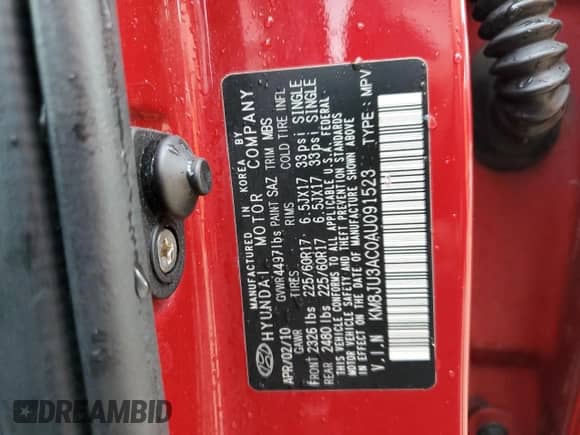 MANUFACTURED IN KOREA BY
HYUNDAI MOTOR COMPANY
APR/02/10 GVWR 4497 lbs PAINT SAZ TRIM MBS
GAWR TIRES RIMS COLD TIRE INFL
FRONT 2326 lbs 225/60R17 6.5JX17 33psi SINGLE
REAR 2480 lbs 225/60R17 6.5JX17 33psi SINGLE
THIS VEHICLE CONFORMS TO ALL APPLICABLE U.S.A. FEDERAL
MOTOR VEHICLE SAFETY AND THEFT PREVENTION STANDARDS
IN EFFECT ON THE DATE OF MANUFACTURE SHOWN ABOVE
V.I.N KM8JU3AC0AU091523 TYPE : MPV
DREAMBID